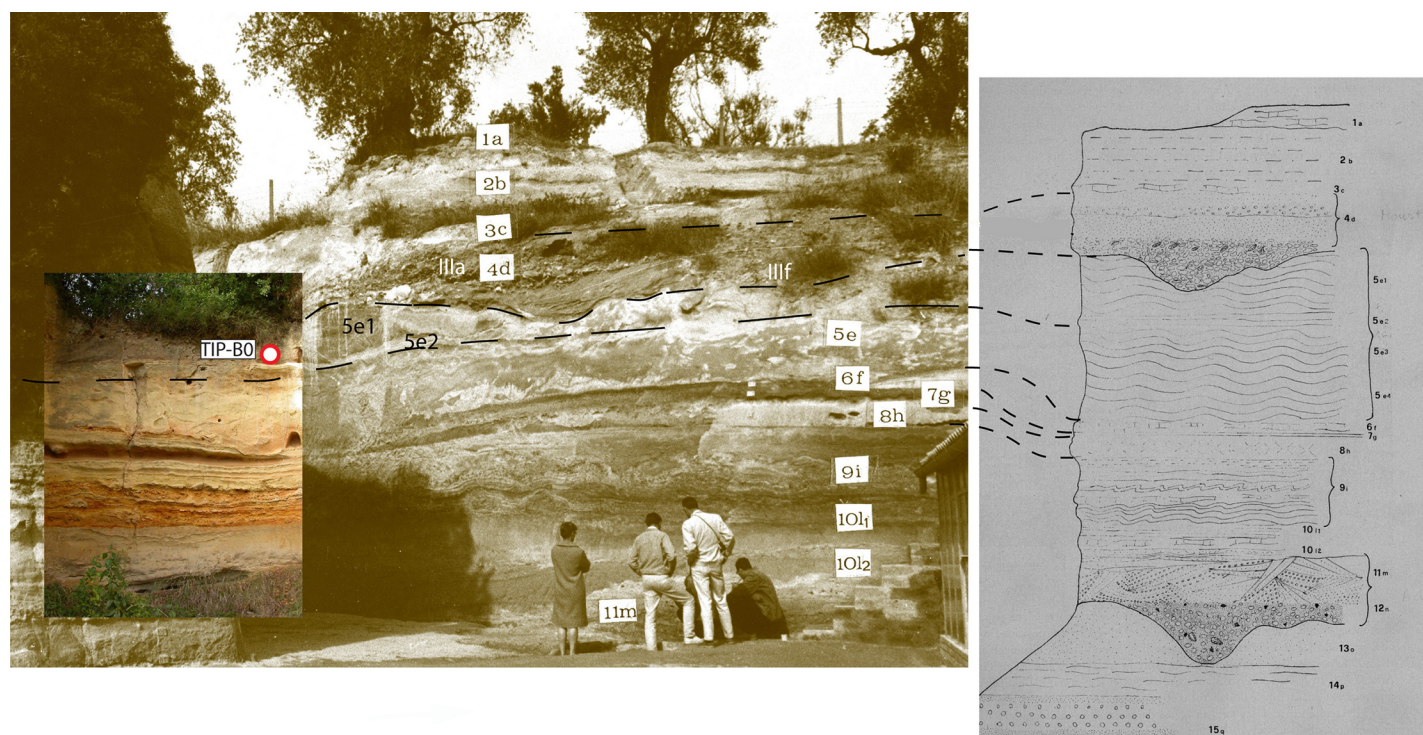 1a
2b
3c
IIIa
4d
IIIf
5e1
5e2
5e
6f
7g
8h
9i
10l1
10l2
11m
TIP-B0
1a
2b
3c
4d
5e1
5e2
5e3
5e4
6f
7g
8h
9i
10l1
10l2
11m
12n
13o
14p
15q